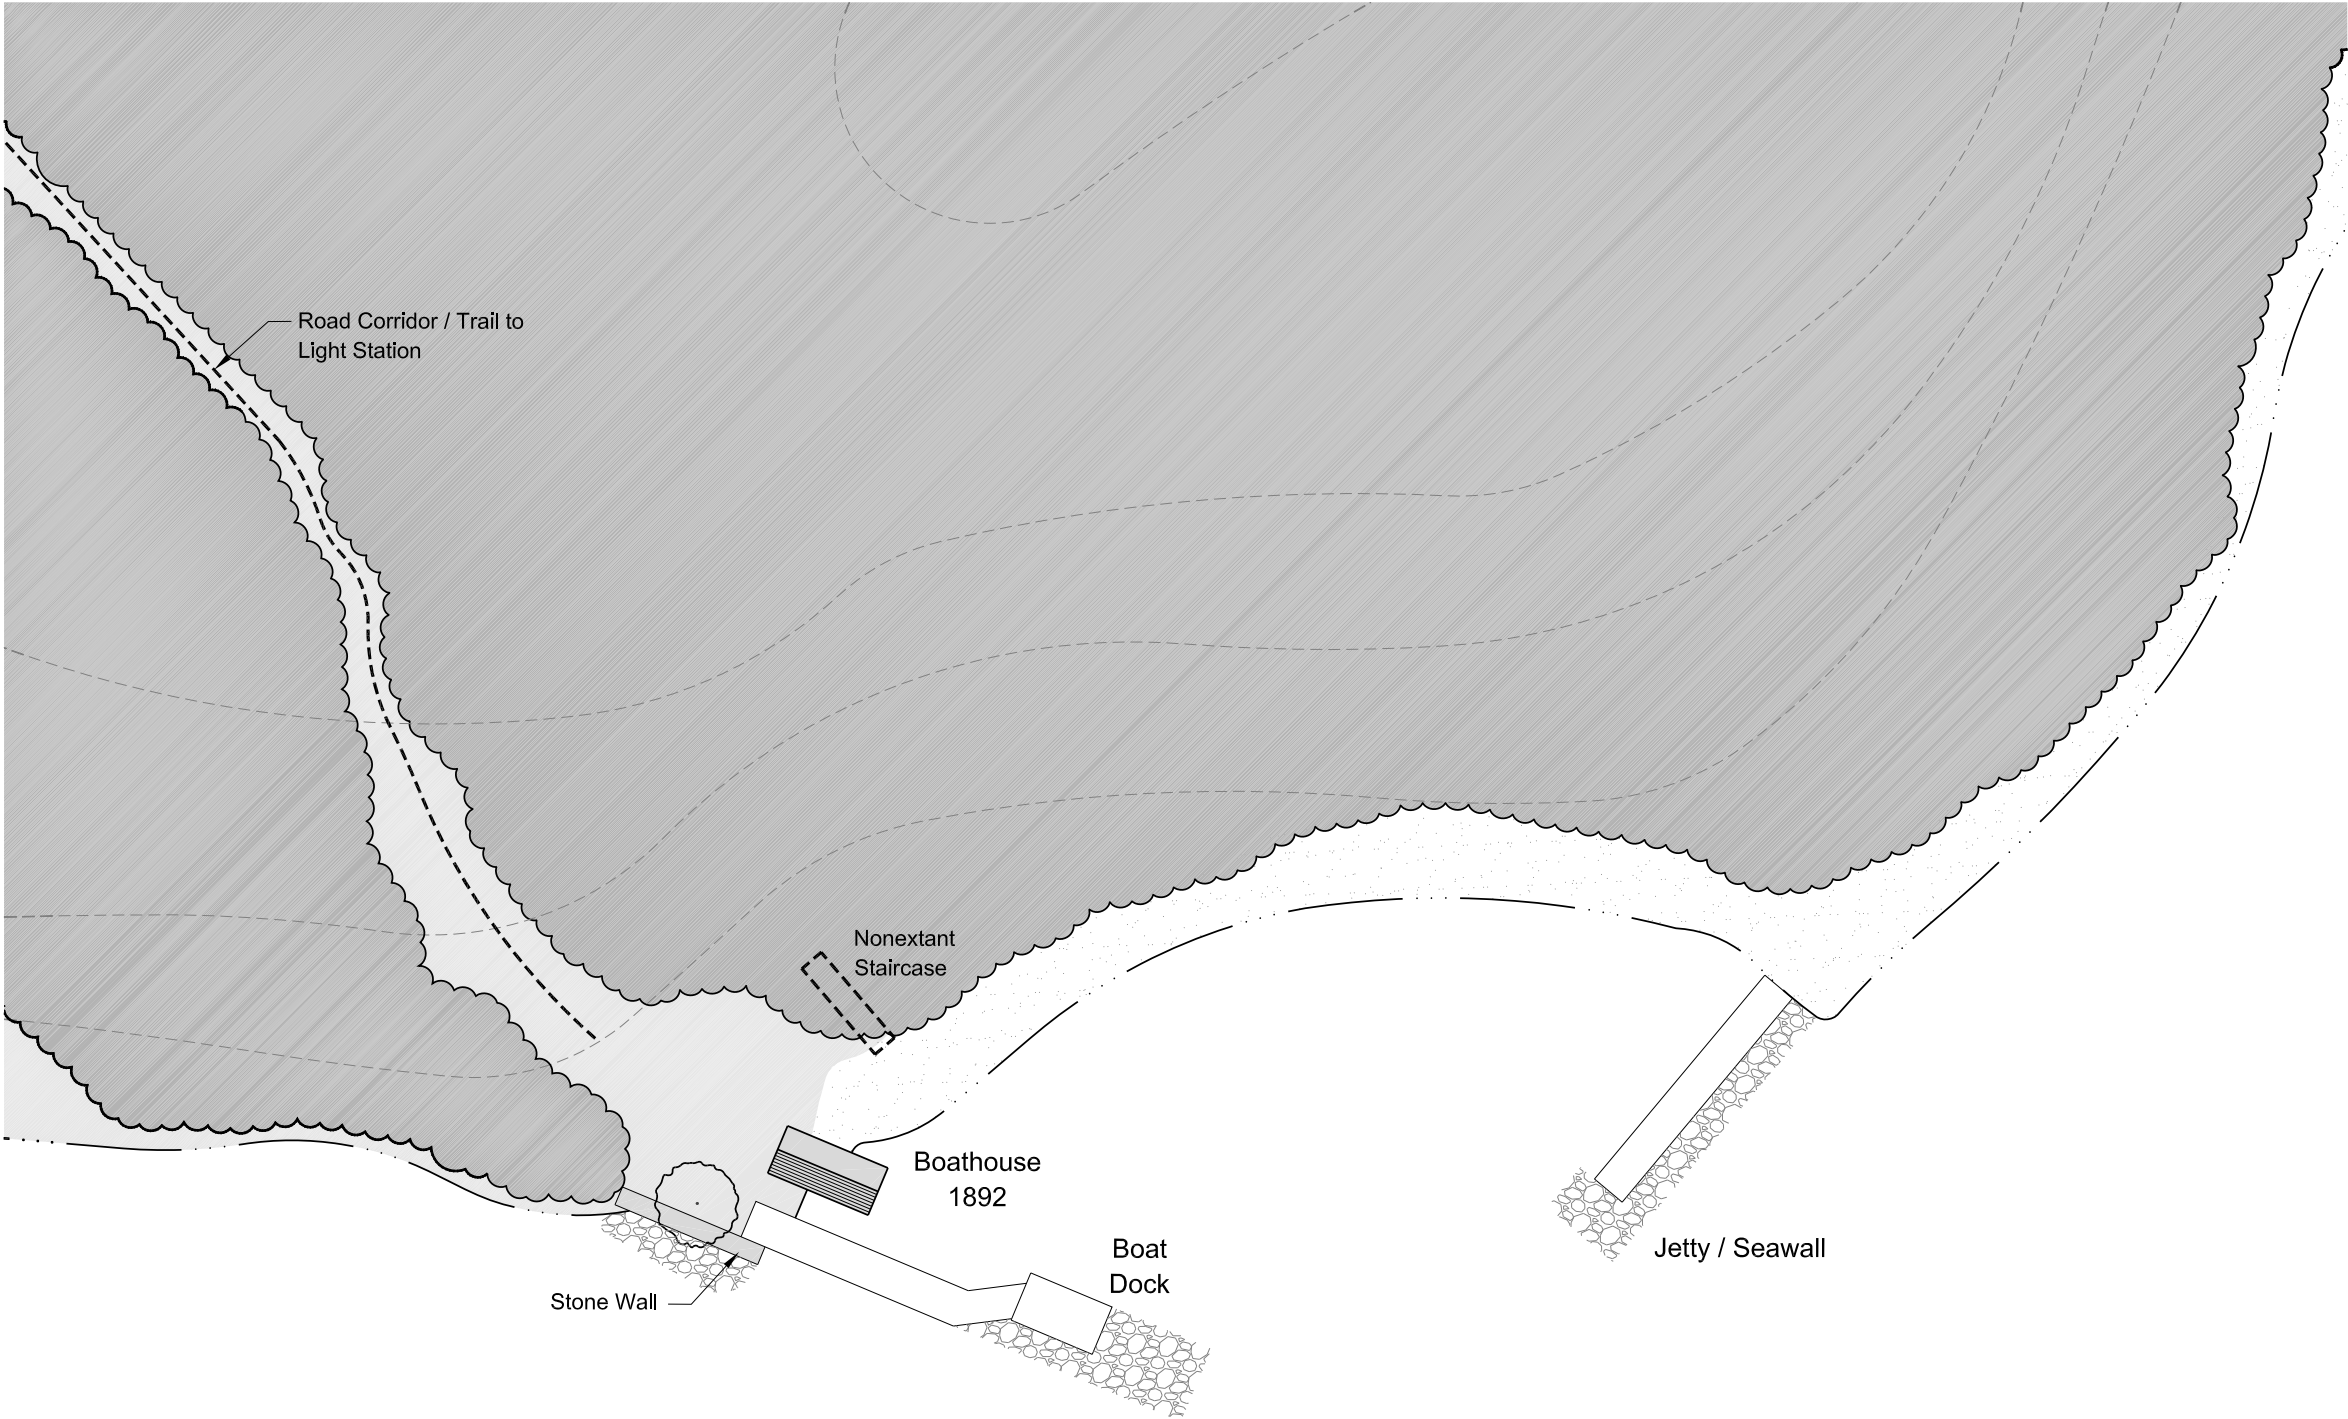 Road Corridor / Trail to
Light Station
Nonextant
Staircase
Boathouse
1892
Boat
Dock
Jetty / Seawall
Stone Wall